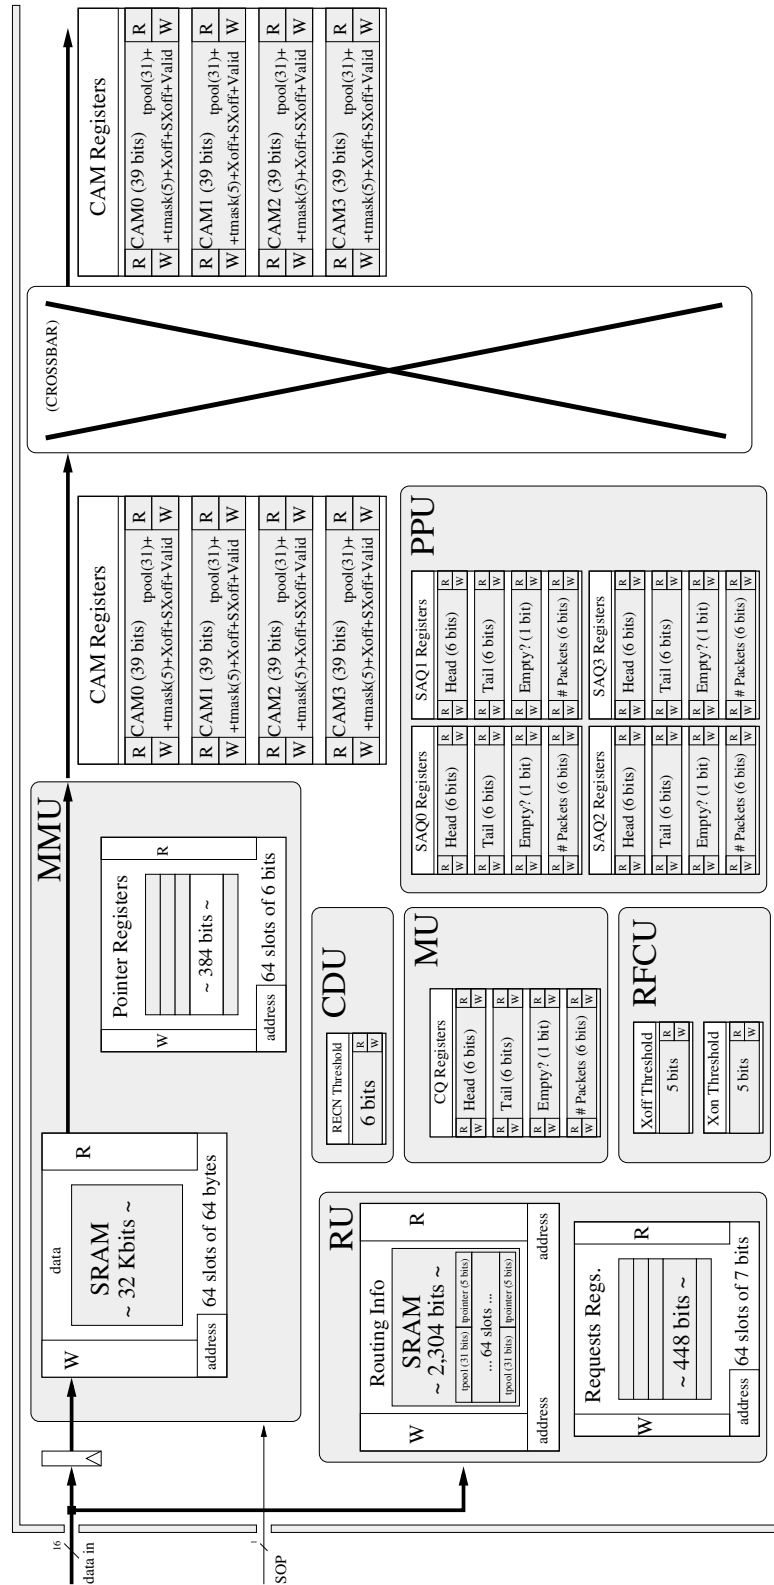 16
data in
1
SOP
MMU
data
W
SRAM
~ 32 Kbits ~
R
address
64 slots of 64 bytes
Pointer Registers
W
~ 384 bits ~
R
address
64 slots of 6 bits
RU
Routing Info
W
SRAM
~ 2,304 bits ~
tpool (31 bits) tpointer (5 bits)
... 64 slots ...
tpool (31 bits) tpointer (5 bits)
R
address
address
Requests Regs.
W
~ 448 bits ~
R
address
64 slots of 7 bits
CDU
RECN Threshold
6 bits
R
W
MU
CQ Registers
R Head (6 bits) R
W W
R Tail (6 bits) R
W W
R Empty? (1 bit) R
W W
R # Packets (6 bits) R
W W
RFCU
Xoff Threshold
5 bits
R
W
Xon Threshold
5 bits
R
W
PPU
SAQ0 Registers
R Head (6 bits) R
W W
R Tail (6 bits) R
W W
R Empty? (1 bit) R
W W
R # Packets (6 bits) R
W W
SAQ1 Registers
R Head (6 bits) R
W W
R Tail (6 bits) R
W W
R Empty? (1 bit) R
W W
R # Packets (6 bits) R
W W
SAQ2 Registers
R Head (6 bits) R
W W
R Tail (6 bits) R
W W
R Empty? (1 bit) R
W W
R # Packets (6 bits) R
W W
SAQ3 Registers
R Head (6 bits) R
W W
R Tail (6 bits) R
W W
R Empty? (1 bit) R
W W
R # Packets (6 bits) R
W W
CAM Registers
R CAM0 (39 bits) tpool(31)+ R
W +tmask(5)+Xoff+SXoff+Valid W
R CAM1 (39 bits) tpool(31)+ R
W +tmask(5)+Xoff+SXoff+Valid W
R CAM2 (39 bits) tpool(31)+ R
W +tmask(5)+Xoff+SXoff+Valid W
R CAM3 (39 bits) tpool(31)+ R
W +tmask(5)+Xoff+SXoff+Valid W
(CROSSBAR)
CAM Registers
R CAM0 (39 bits) tpool(31)+ R
W +tmask(5)+Xoff+SXoff+Valid W
R CAM1 (39 bits) tpool(31)+ R
W +tmask(5)+Xoff+SXoff+Valid W
R CAM2 (39 bits) tpool(31)+ R
W +tmask(5)+Xoff+SXoff+Valid W
R CAM3 (39 bits) tpool(31)+ R
W +tmask(5)+Xoff+SXoff+Valid W